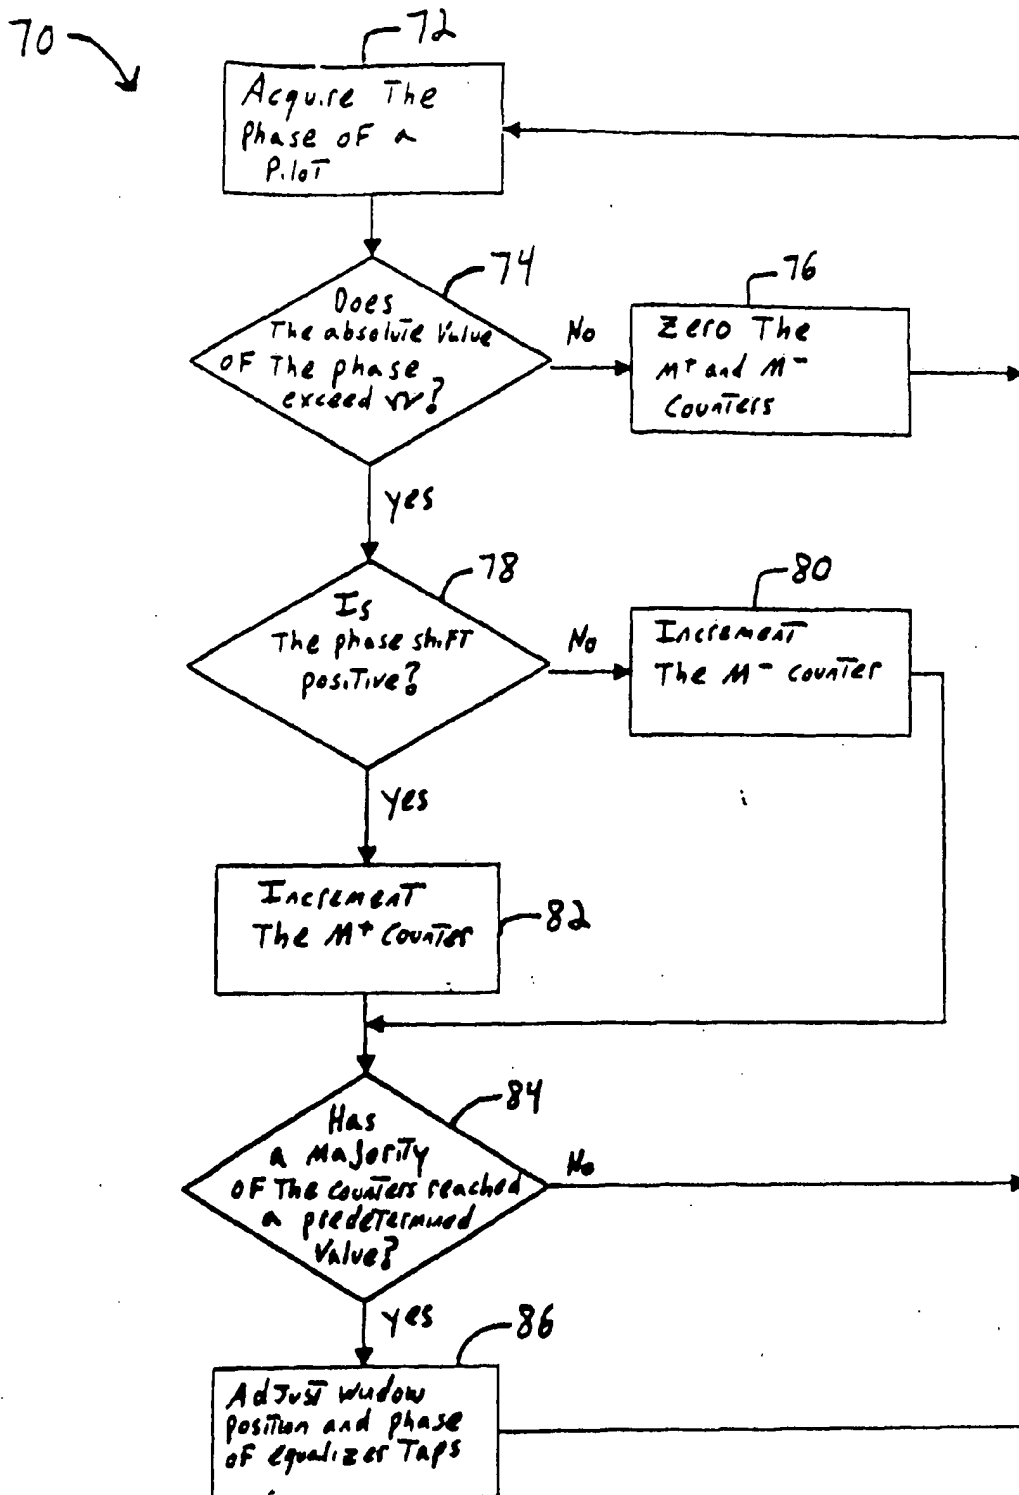 70
72
Acquire The
phase of a
Pilot
74
Does
The absolute Value
of The phase
exceed π?
No
76
Zero The
M+ and M-
Counters
yes
78
Is
The phase shift
positive?
No
80
Increment
The M- counter
yes
Increment
The M+ Counter
82
84
Has
a Majority
of The counters reached
a predetermined
Value?
No
yes
86
Adjust window
position and phase
of equalizer Taps